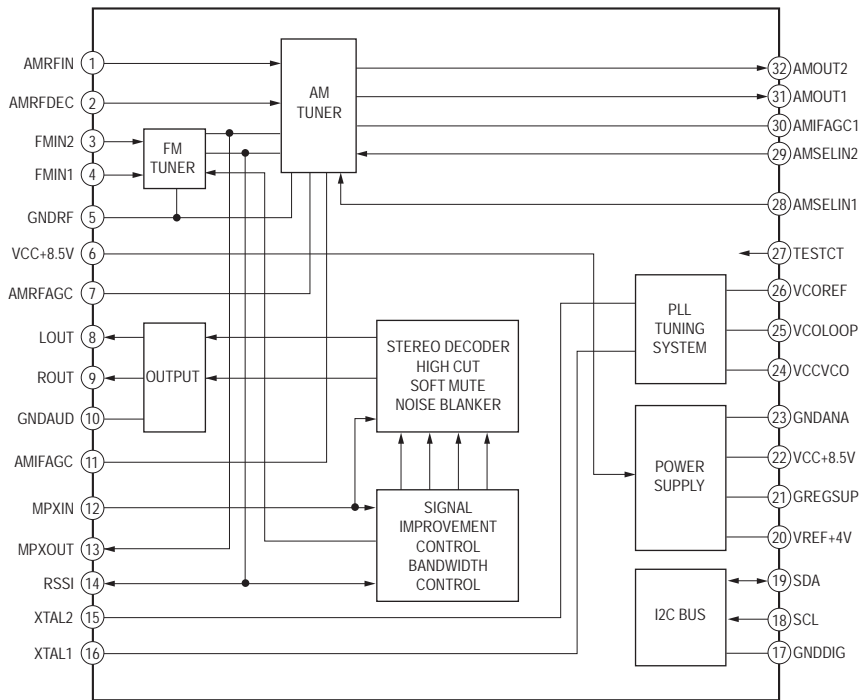 AMRFIN 1
AMRFDEC 2
FMIN2 3
FMIN1 4
GNDRF 5
VCC+8.5V 6
AMRFAGC 7
LOUT 8
ROUT 9
GNDAUD 10
AMIFAGC 11
MPXIN 12
MPXOUT 13
RSSI 14
XTAL2 15
XTAL1 16
AM
TUNER
FM
TUNER
OUTPUT
STEREO DECODER
HIGH CUT
SOFT MUTE
NOISE BLANKER
SIGNAL
IMPROVEMENT
CONTROL
BANDWIDTH
CONTROL
PLL
TUNING
SYSTEM
POWER
SUPPLY
I2C BUS
32 AMOUT2
31 AMOUT1
30 AMIFAGC1
29 AMSELIN2
28 AMSELIN1
27 TESTCT
26 VCOREF
25 VCOLOOP
24 VCCVCO
23 GNDANA
22 VCC+8.5V
21 GREGSUP
20 VREF+4V
19 SDA
18 SCL
17 GNDDIG